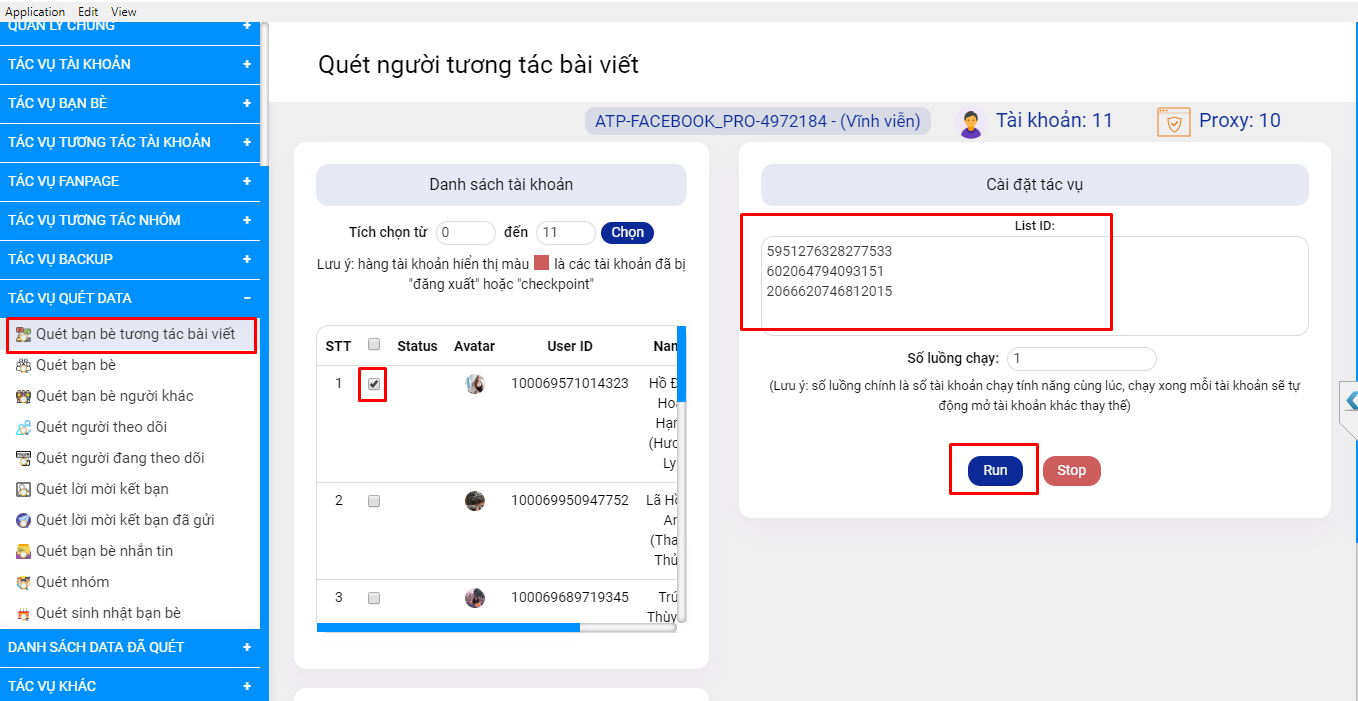 Application Edit View
QUẢN LÝ CHUNG +
TÁC VỤ TÀI KHOẢN +
TÁC VỤ BẠN BÈ +
TÁC VỤ TƯƠNG TÁC TÀI KHOẢN +
TÁC VỤ FANPAGE +
TÁC VỤ TƯƠNG TÁC NHÓM +
TÁC VỤ BACKUP +
TÁC VỤ QUÉT DATA −
Quét bạn bè tương tác bài viết
Quét bạn bè
Quét bạn bè người khác
Quét người theo dõi
Quét người đang theo dõi
Quét lời mời kết bạn
Quét lời mời kết bạn đã gửi
Quét bạn bè nhắn tin
Quét nhóm
Quét sinh nhật bạn bè
DANH SÁCH DATA ĐÃ QUÉT +
TÁC VỤ KHÁC +
Quét người tương tác bài viết
ATP-FACEBOOK_PRO-4972184 - (Vĩnh viễn) Tài khoản: 11 Proxy: 10
Danh sách tài khoản
Tích chọn từ 0 đến 11 Chọn
Lưu ý: hàng tài khoản hiển thị màu là các tài khoản đã bị
"đăng xuất" hoặc "checkpoint"
STT Status Avatar User ID Nam
1 100069571014323 Hồ Đ
Hoà
Hạn
(Hươ
Ly
2 100069950947752 Lã Hồ
An
(Tha
Thủ
3 100069689719345 Trú
Thùy
Cài đặt tác vụ
List ID:
5951276328277533
602064794093151
2066620746812015
Số luồng chạy: 1
(Lưu ý: số luồng chính là số tài khoản chạy tính năng cùng lúc, chạy xong mỗi tài khoản sẽ tự
động mở tài khoản khác thay thế)
Run Stop